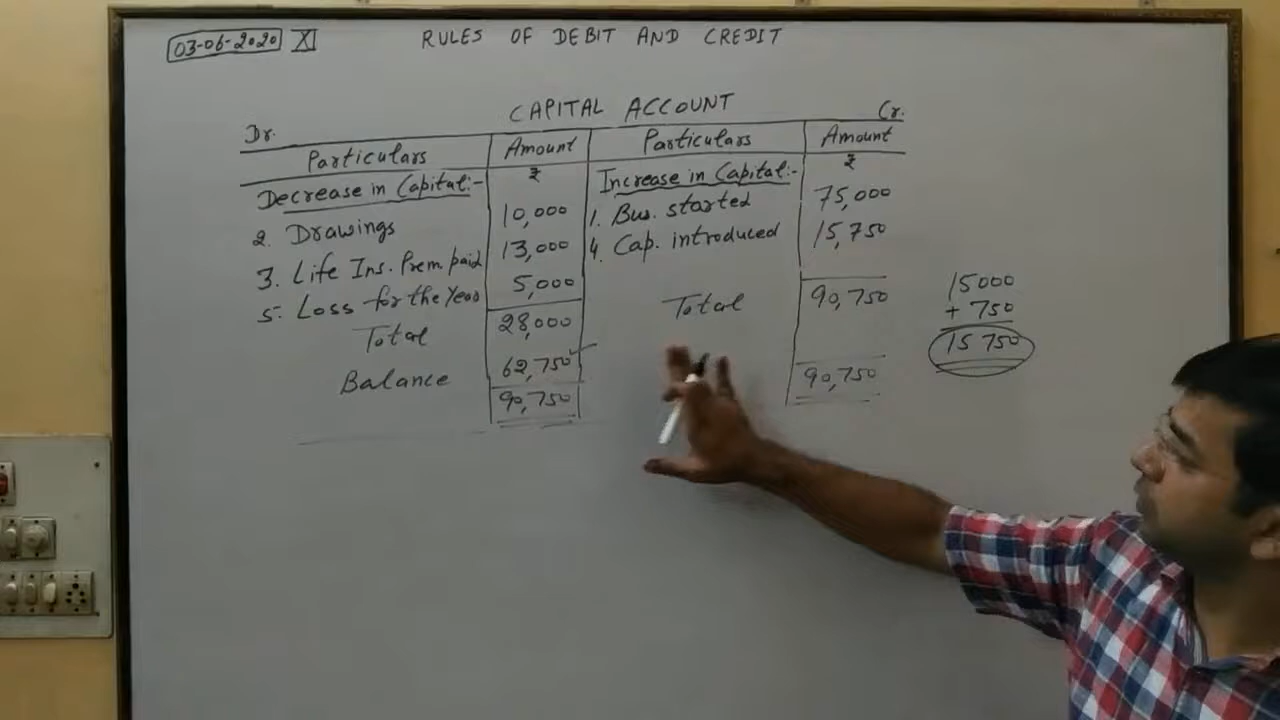 03-06-2020 XI RULES OF DEBIT AND CREDIT
CAPITAL ACCOUNT
Dr. Cr.
Particulars Amount Particulars Amount
Decrease in Capital:- ₹ Increase in Capital:- ₹
2. Drawings 10,000 1. Bus. started 75,000
3. Life Ins. Prem. paid 13,000 4. Cap. introduced 15,750
5. Loss for the Year 5,000
Total 28,000 Total 90,750
Balance 62,750
90,750 90,750
15000
+ 750
15 750